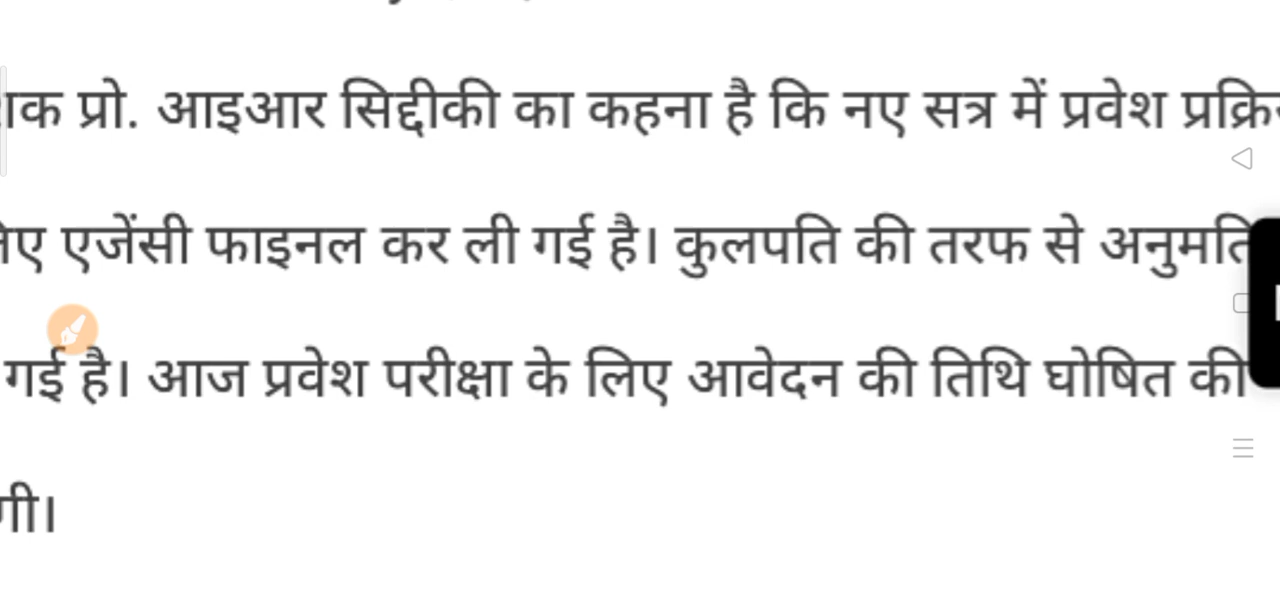 प्रो. आइआर सिद्दीकी का कहना है कि नए सत्र में प्रवेश
एजेंसी फाइनल कर ली गई है। कुलपति की तरफ से अनुमति
गई है। आज प्रवेश परीक्षा के लिए आवेदन की तिथि घोषित की